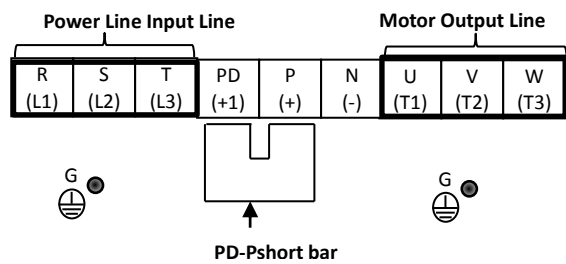 Power Line Input Line
Motor Output Line
R S T PD P N U V W
(L1) (L2) (L3) (+1) (+) (-) (T1) (T2) (T3)
G
G
PD-Pshort bar